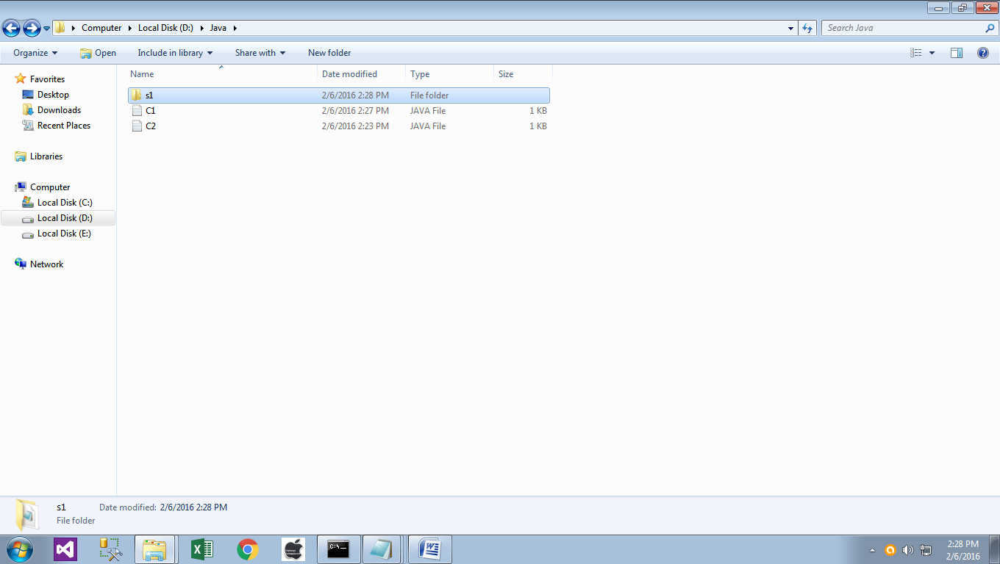 Computer Local Disk (D:) Java
Search Java
Organize Open Include in library Share with New folder
Name Date modified Type Size
s1 2/6/2016 2:28 PM File folder
C1 2/6/2016 2:27 PM JAVA File 1 KB
C2 2/6/2016 2:23 PM JAVA File 1 KB
Favorites
Desktop
Downloads
Recent Places
Libraries
Computer
Local Disk (C:)
Local Disk (D:)
Local Disk (E:)
Network
s1 Date modified: 2/6/2016 2:28 PM
File folder
2:28 PM
2/6/2016